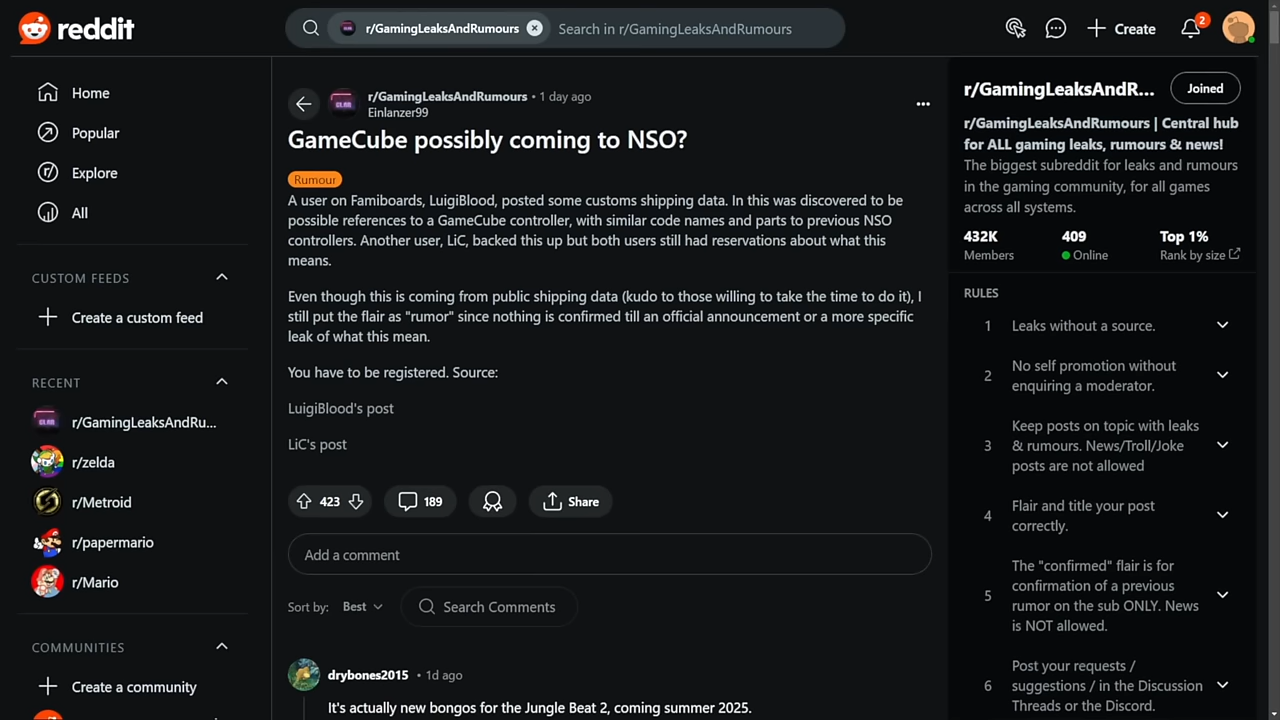 reddit
r/GamingLeaksAndRumours
Search in r/GamingLeaksAndRumours
Create
2
Home
Popular
Explore
All
CUSTOM FEEDS
Create a custom feed
RECENT
r/GamingLeaksAndRu...
r/zelda
r/Metroid
r/papermario
r/Mario
COMMUNITIES
Create a community
r/GamingLeaksAndRumours • 1 day ago
Einlanzer99
GameCube possibly coming to NSO?
Rumour
A user on Famiboards, LuigiBlood, posted some customs shipping data. In this was discovered to be
possible references to a GameCube controller, with similar code names and parts to previous NSO
controllers. Another user, LiC, backed this up but both users still had reservations about what this
means.
Even though this is coming from public shipping data (kudo to those willing to take the time to do it), I
still put the flair as "rumor" since nothing is confirmed till an official announcement or a more specific
leak of what this mean.
You have to be registered. Source:
LuigiBlood's post
LiC's post
423
189
Share
Add a comment
Sort by: Best
Search Comments
drybones2015 • 1d ago
It's actually new bongos for the Jungle Beat 2, coming summer 2025.
r/GamingLeaksAndR...
Joined
r/GamingLeaksAndRumours | Central hub
for ALL gaming leaks, rumours & news!
The biggest subreddit for leaks and rumours
in the gaming community, for all games
across all systems.
432K 409 Top 1%
Members Online Rank by size
RULES
1 Leaks without a source.
2 No self promotion without
enquiring a moderator.
3 Keep posts on topic with leaks
& rumours. News/Troll/Joke
posts are not allowed
4 Flair and title your post
correctly.
5 The "confirmed" flair is for
confirmation of a previous
rumor on the sub ONLY. News
is NOT allowed.
6 Post your requests /
suggestions / in the Discussion
Threads or the Discord.